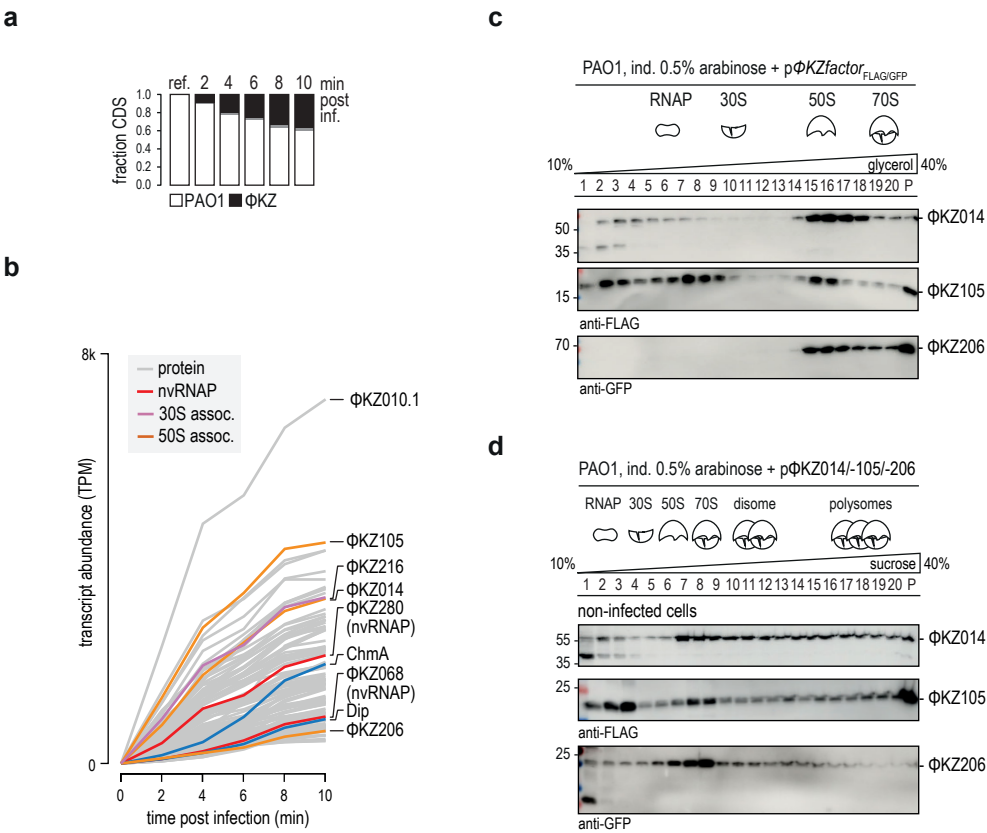 a
ref. 2 4 6 8 10 min
post
inf.
fraction CDS
1.0
0.8
0.6
0.4
0.2
0.0
PAO1 ΦKZ
b
8k
0
transcript abundance (TPM)
protein
nvRNAP
30S assoc.
50S assoc.
ΦKZ010.1
ΦKZ105
ΦKZ216
ΦKZ014
ΦKZ280
(nvRNAP)
ChmA
ΦKZ068
(nvRNAP)
Dip
ΦKZ206
0 2 4 6 8 10
time post infection (min)
c
PAO1, ind. 0.5% arabinose + pΦKZfactor FLAG/GFP
RNAP 30S 50S 70S
10% glycerol 40%
1 2 3 4 5 6 7 8 9 10 11 12 13 14 15 16 17 18 19 20 P
50
35
ΦKZ014
15
ΦKZ105
anti-FLAG
70
ΦKZ206
anti-GFP
d
PAO1, ind. 0.5% arabinose + pΦKZ014/-105/-206
RNAP 30S 50S 70S disome polysomes
10% sucrose 40%
1 2 3 4 5 6 7 8 9 10 11 12 13 14 15 16 17 18 19 20 P
non-infected cells
55
35
ΦKZ014
25
ΦKZ105
anti-FLAG
25
ΦKZ206
anti-GFP